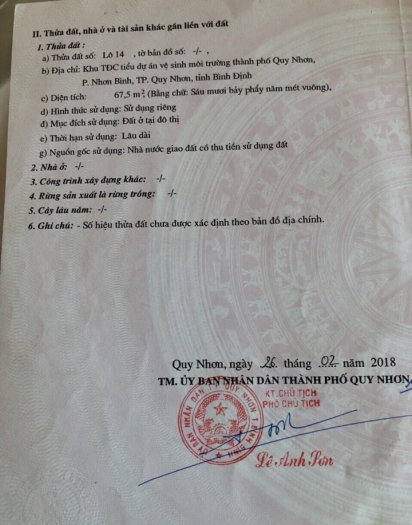 II. Thửa đất, nhà ở và tài sản khác gắn liền với đất
1. Thửa đất :
a) Thửa đất số: Lô 14 , tờ bản đồ số: -/- ,
b) Địa chỉ: Khu TĐC tiểu dự án vệ sinh môi trường thành phố Quy Nhơn,
P. Nhơn Bình, TP. Quy Nhơn, tỉnh Bình Định
c) Diện tích: 67,5 m² (Bằng chữ: Sáu mươi bảy phẩy năm mét vuông),
d) Hình thức sử dụng: Sử dụng riêng
đ) Mục đích sử dụng: Đất ở tại đô thị
e) Thời hạn sử dụng: Lâu dài
g) Nguồn gốc sử dụng: Nhà nước giao đất có thu tiền sử dụng đất
2. Nhà ở: -/-
3. Công trình xây dựng khác: -/-
4. Rừng sản xuất là rừng trồng: -/-
5. Cây lâu năm: -/-
6. Ghi chú: - Số hiệu thửa đất chưa được xác định theo bản đồ địa chính.
Quy Nhơn, ngày 26 tháng 02 năm 2018
TM. ỦY BAN NHÂN DÂN THÀNH PHỐ QUY NHƠN
KT CHỦ TỊCH
PHÓ CHỦ TỊCH
Lê Anh Sơn